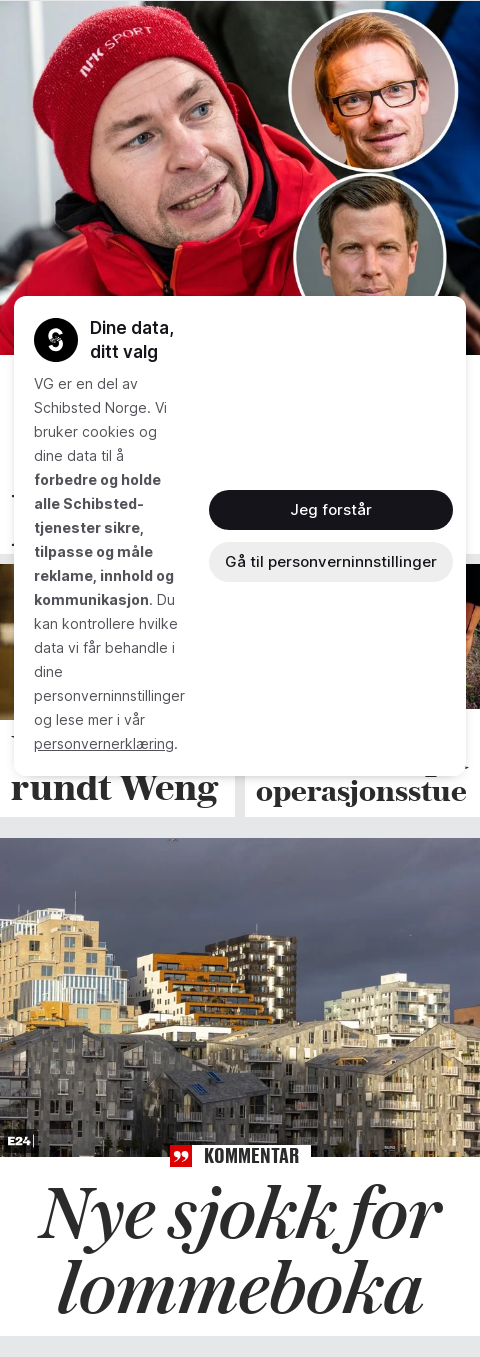 NRK SPORT
Dine data,
ditt valg
VG er en del av
Schibsted Norge. Vi
bruker cookies og
dine data til å
forbedre og holde
alle Schibsted-
tjenester sikre,
tilpasse og måle
reklame, innhold og
kommunikasjon. Du
kan kontrollere hvilke
data vi får behandle i
dine
personverninnstillinger
og lese mer i vår
personvernerklæring.
Jeg forstår
Gå til personverninnstillinger
rundt Weng
operasjonsstue
E24
KOMMENTAR
Nye sjokk for
lommeboka